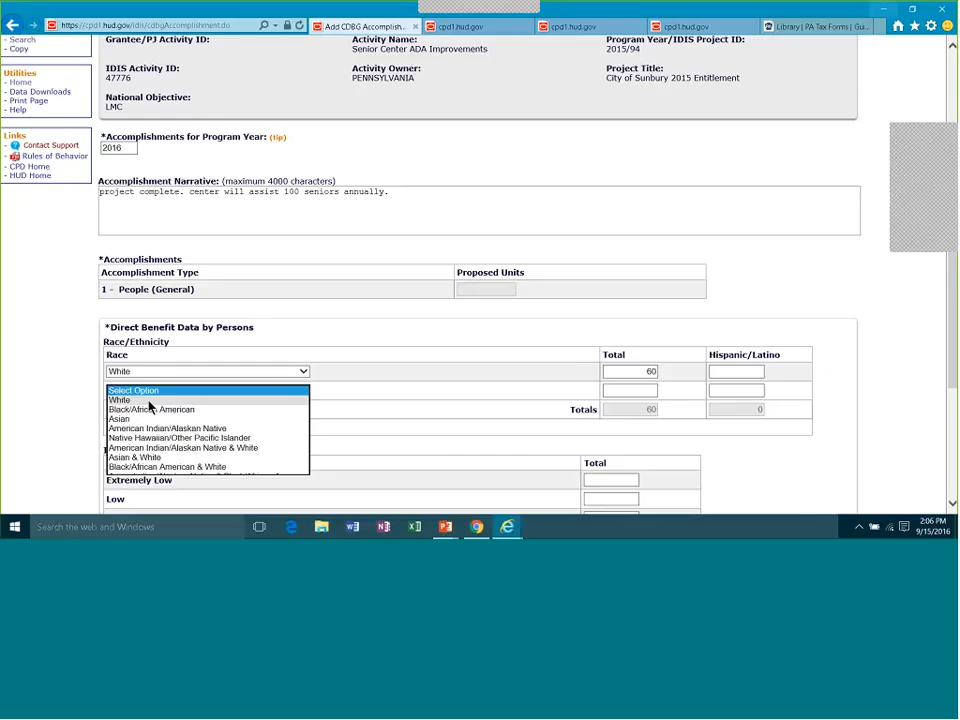 https://cpd1.hud.gov/idis/cdbgAccomplishment.do
Add CDBG Accomplish...
cpd1.hud.gov
cpd1.hud.gov
cpd1.hud.gov
Library | PA Tax Forms | Gui...
- Search
- Copy
Utilities
- Home
- Data Downloads
- Print Page
- Help
Links
- Contact Support
- Rules of Behavior
- CPD Home
- HUD Home
Grantee/PJ Activity ID:
Activity Name:
Senior Center ADA Improvements
Program Year/IDIS Project ID:
2015/94
IDIS Activity ID:
47776
Activity Owner:
PENNSYLVANIA
Project Title:
City of Sunbury 2015 Entitlement
National Objective:
LMC
*Accomplishments for Program Year: (tip)
2016
Accomplishment Narrative: (maximum 4000 characters)
project complete. center will assist 100 seniors annually.
*Accomplishments
Accomplishment Type
Proposed Units
1 - People (General)
*Direct Benefit Data by Persons
Race/Ethnicity
Race
Total
Hispanic/Latino
White
60
Select Option
White
Black/African American
Asian
American Indian/Alaskan Native
Native Hawaiian/Other Pacific Islander
American Indian/Alaskan Native & White
Asian & White
Black/African American & White
Totals
60
0
Total
Extremely Low
Low
Search the web and Windows
2:06 PM
9/15/2016